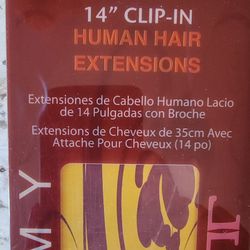 14” CLIP-IN
HUMAN HAIR
EXTENSIONS
Extensiones de Cabello Humano Lacio
de 14 Pulgadas con Broche
Extensions de Cheveux de 35cm Avec
Attache Pour Cheveux (14 po)
MY